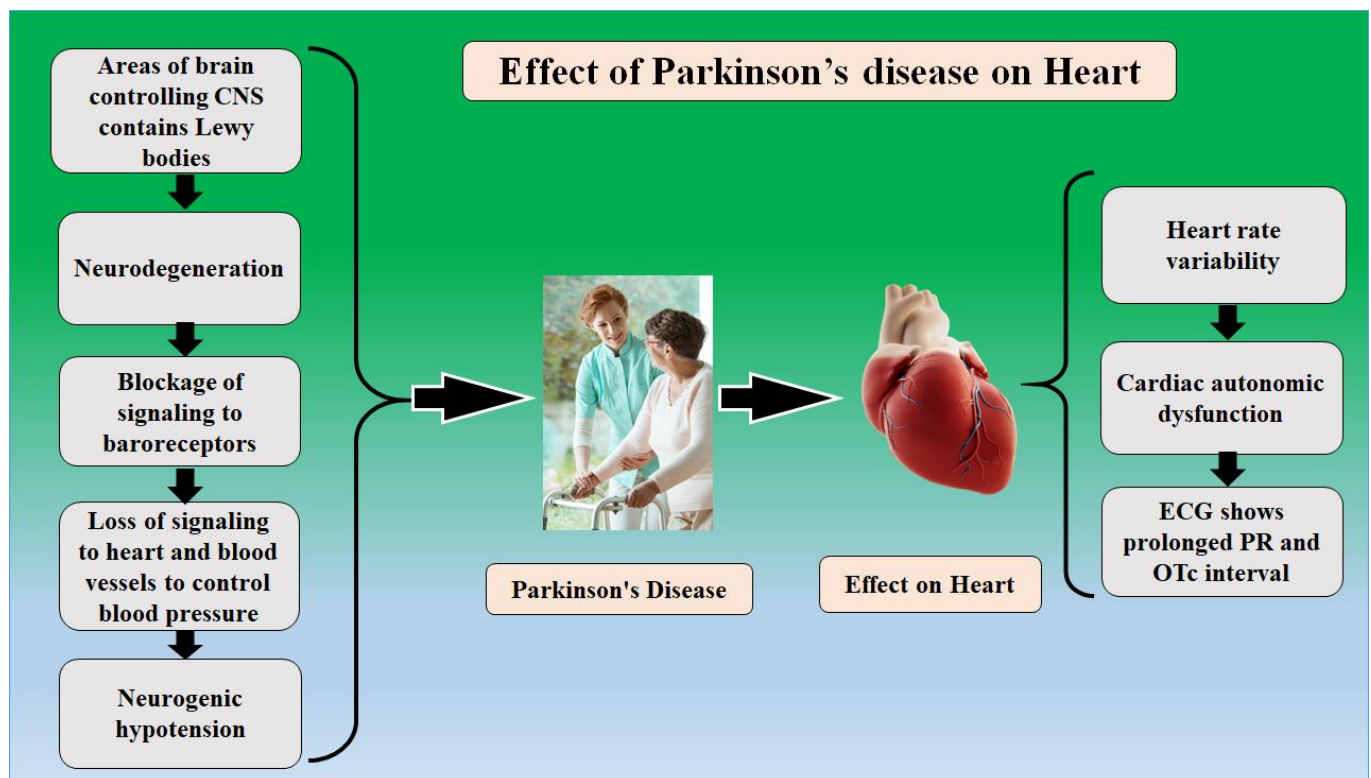 Effect of Parkinson's disease on Heart
Areas of brain
controlling CNS
contains Lewy
bodies
Neurodegeneration
Blockage of
signaling to
baroreceptors
Loss of signaling
to heart and blood
vessels to control
blood pressure
Neurogenic
hypotension
Parkinson's Disease
Effect on Heart
Heart rate
variability
Cardiac autonomic
dysfunction
ECG shows
prolonged PR and
OTc interval